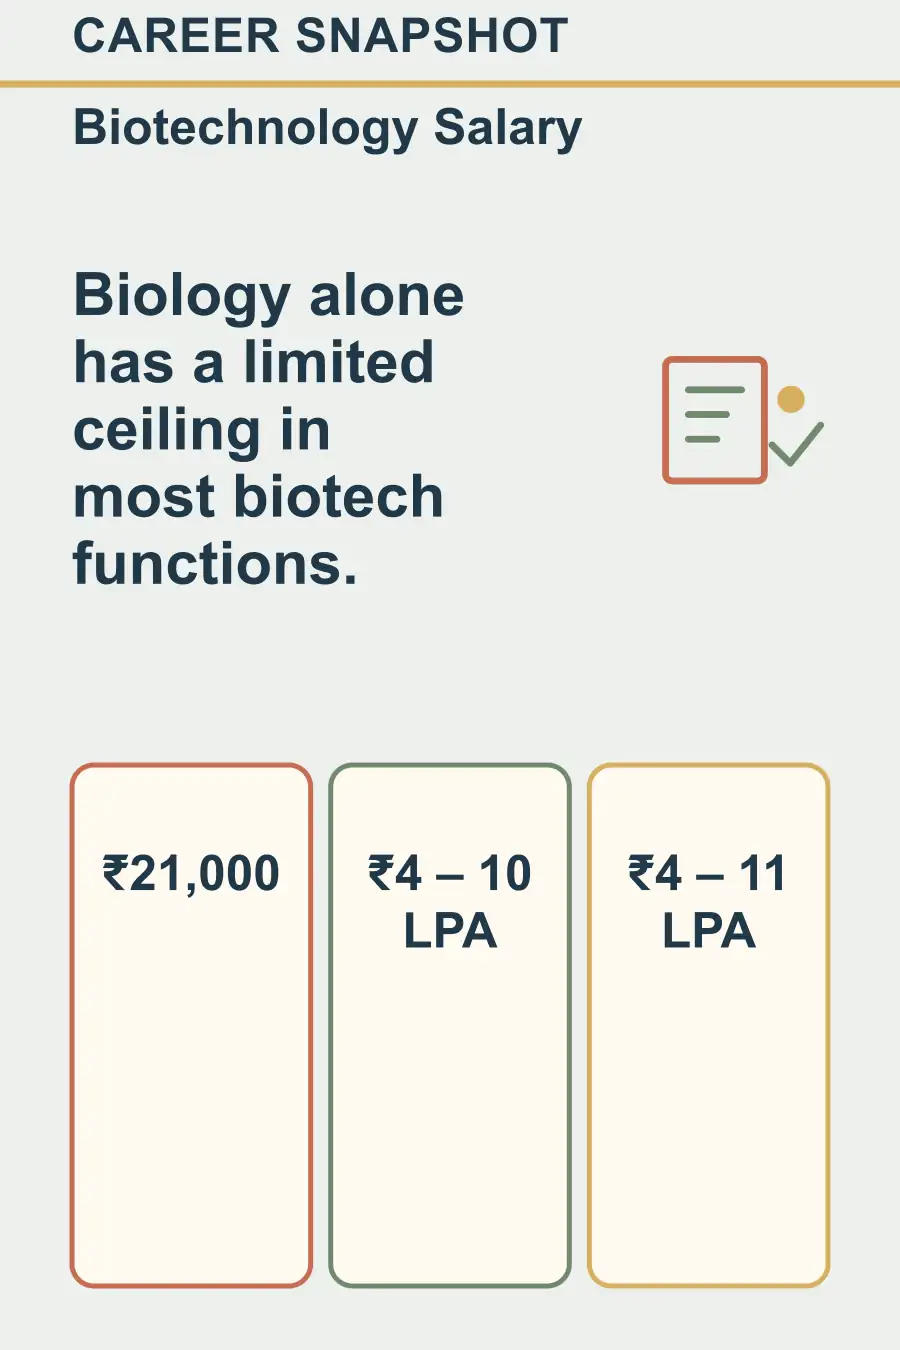 CAREER SNAPSHOT
Biotechnology Salary
Biology alone
has a limited
ceiling in
most biotech
functions.
₹21,000
₹4 – 10
LPA
₹4 – 11
LPA